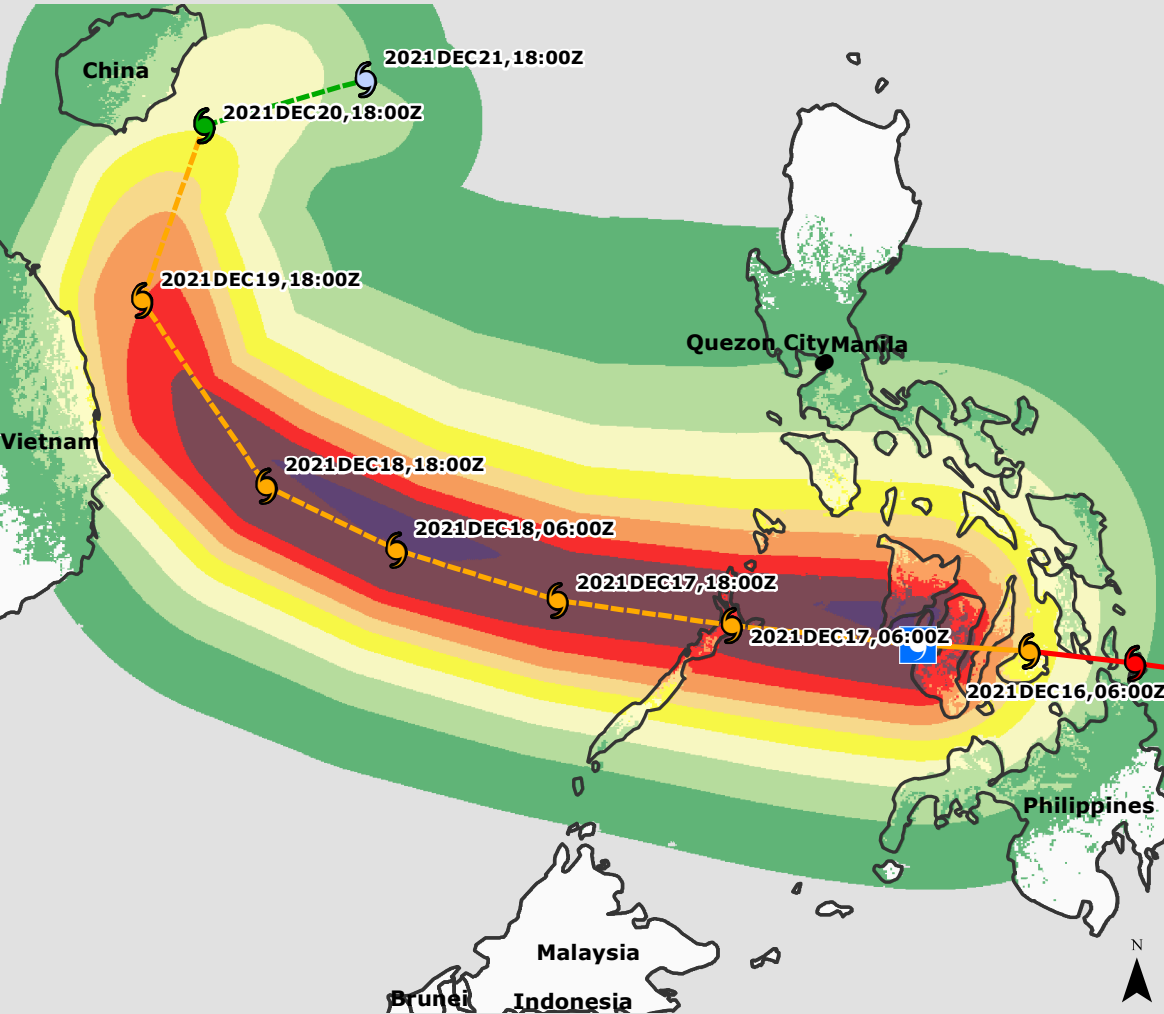 2021DEC21,18:00Z
China
2021DEC20,18:00Z
2021DEC19,18:00Z
Quezon City
Manila
Vietnam
2021DEC18,18:00Z
2021DEC18,06:00Z
2021DEC17,18:00Z
2021DEC17,06:00Z
2021DEC16,06:00Z
Philippines
Malaysia
N
Brunei
Indonesia